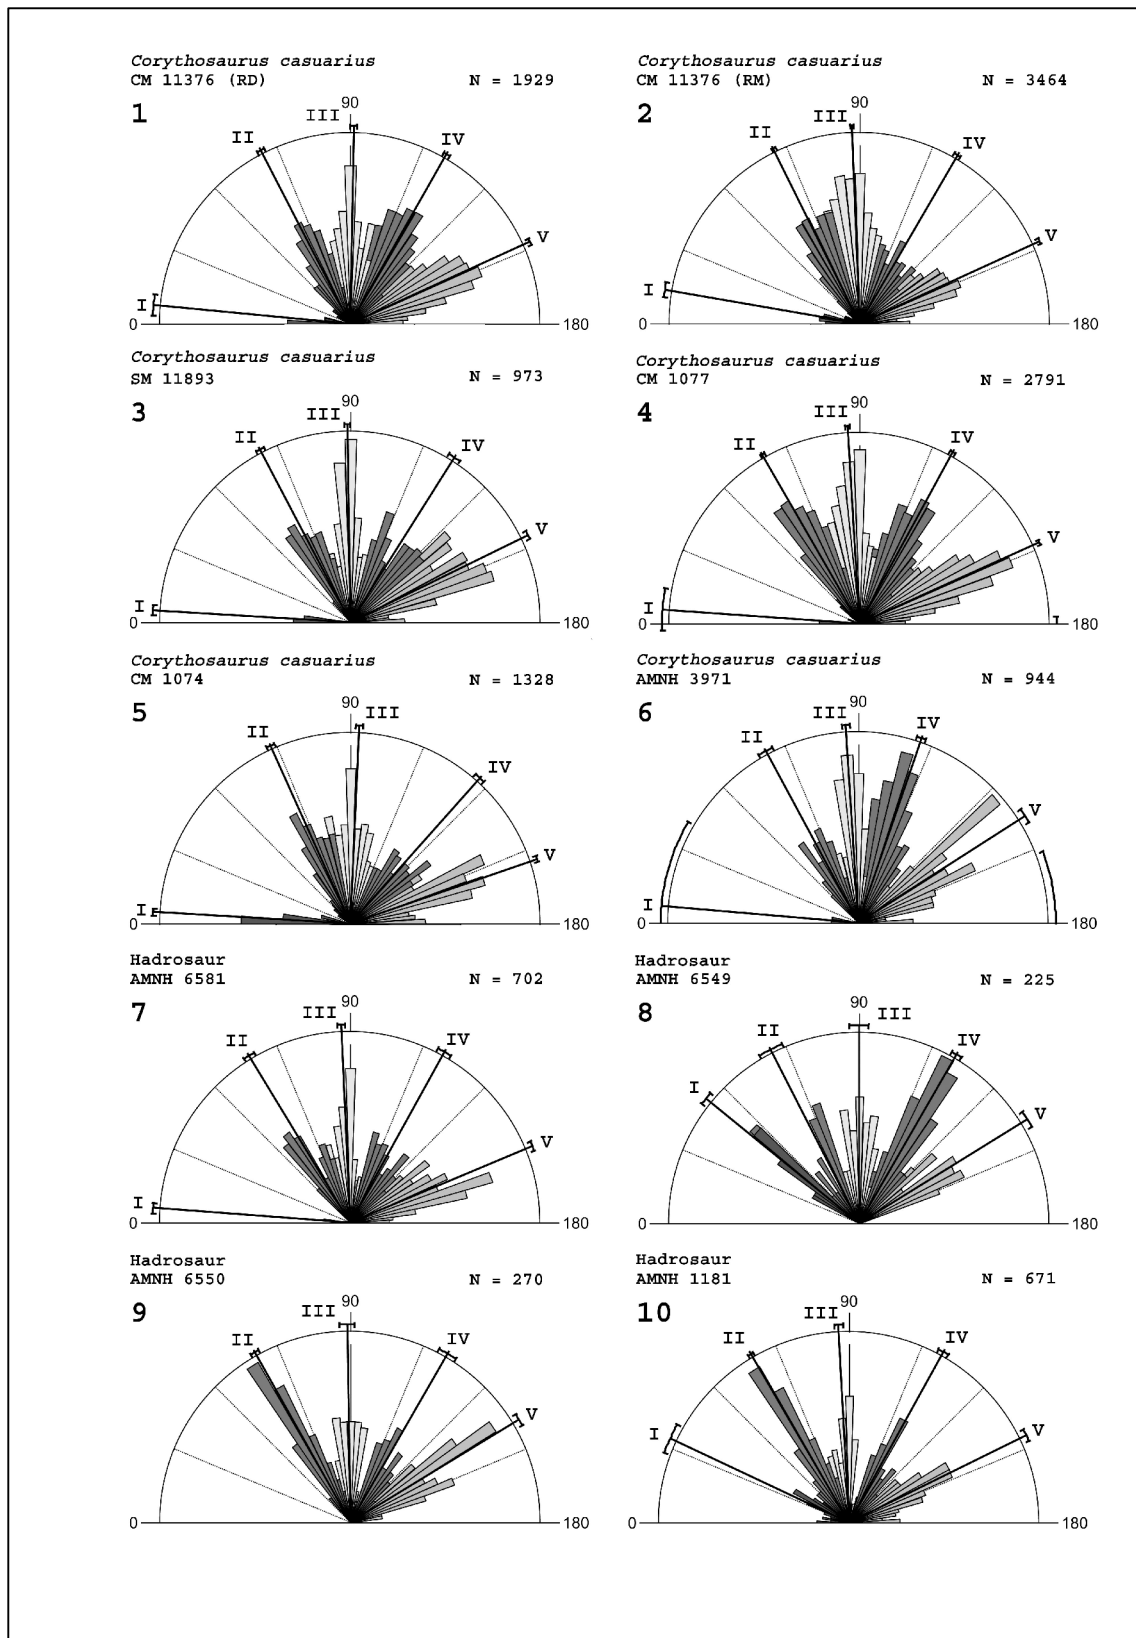 Corythosaurus casuarius
CM 11376 (RD) N = 1929
1
90
I II III IV V
0 180
Corythosaurus casuarius
CM 11376 (RM) N = 3464
2
90
I II III IV V
0 180
Corythosaurus casuarius
SM 11893 N = 973
3
90
I II III IV V
0 180
Corythosaurus casuarius
CM 1077 N = 2791
4
90
I II III IV V
0 180
Corythosaurus casuarius
CM 1074 N = 1328
5
90
I II III IV V
0 180
Corythosaurus casuarius
AMNH 3971 N = 944
6
90
I II III IV V
0 180
Hadrosaur
AMNH 6581 N = 702
7
90
I II III IV V
0 180
Hadrosaur
AMNH 6549 N = 225
8
90
I II III IV V
0 180
Hadrosaur
AMNH 6550 N = 270
9
90
II III IV V
0 180
Hadrosaur
AMNH 1181 N = 671
10
90
I II III IV V
0 180